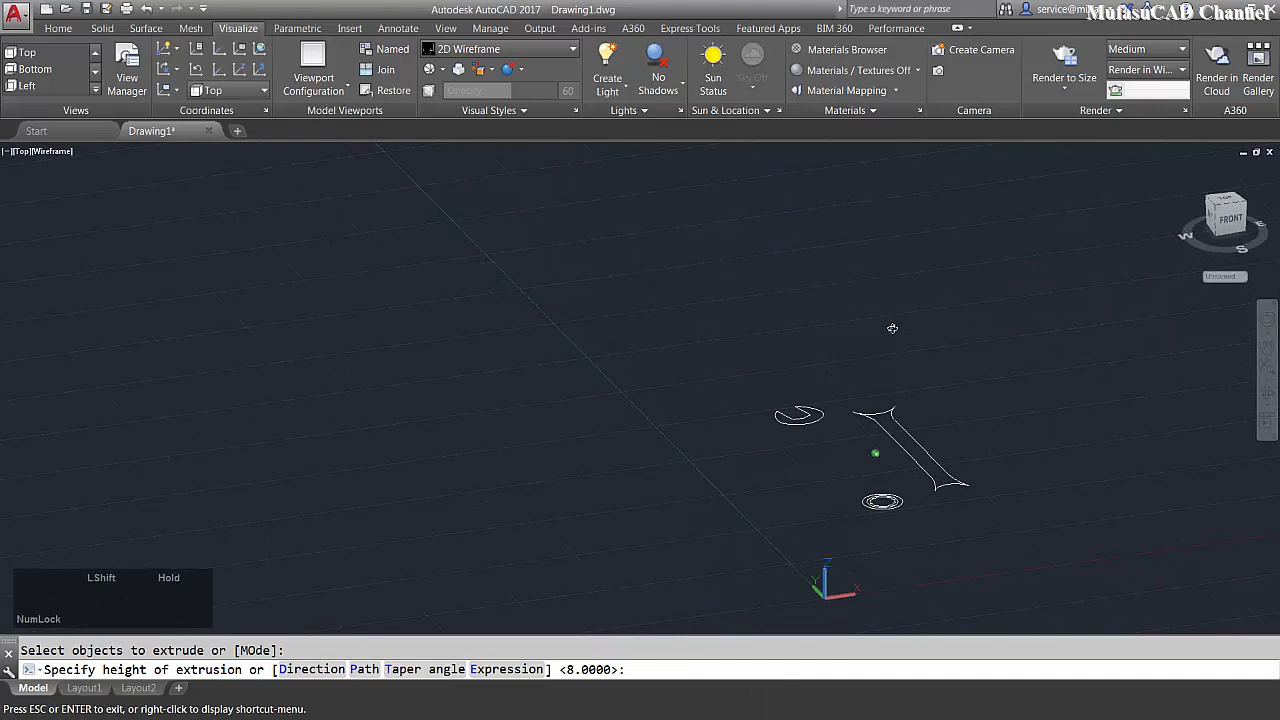 Autodesk AutoCAD 2017 Drawing1.dwg
Type a keyword or phrase
MufasuCAD Channel
Home Solid Surface Mesh Visualize Parametric Insert Annotate View Manage Output Add-ins A360 Express Tools Featured Apps BIM 360 Performance
Top
Bottom
Left
View
Manager
Views
Top
Coordinates
Viewport
Configuration
Named
Join
Restore
Model Viewports
2D Wireframe
Opacity 60
Visual Styles
Create
Light
No
Shadows
Lights
Sun
Status
Sky Off
Sun & Location
Materials Browser
Materials / Textures Off
Material Mapping
Materials
Create Camera
Camera
Render to Size
Medium
Render in Wi...
Render
Render in
Cloud
Render
Gallery
A360
Start Drawing1*
[–][Top][Wireframe]
TOP
FRONT
W
S
E
Unnamed
Z
Y
X
LShift Hold
NumLock
Select objects to extrude or [MOde]:
Specify height of extrusion or [Direction Path Taper angle Expression] <8.0000>:
Model Layout1 Layout2
Press ESC or ENTER to exit, or right-click to display shortcut-menu.